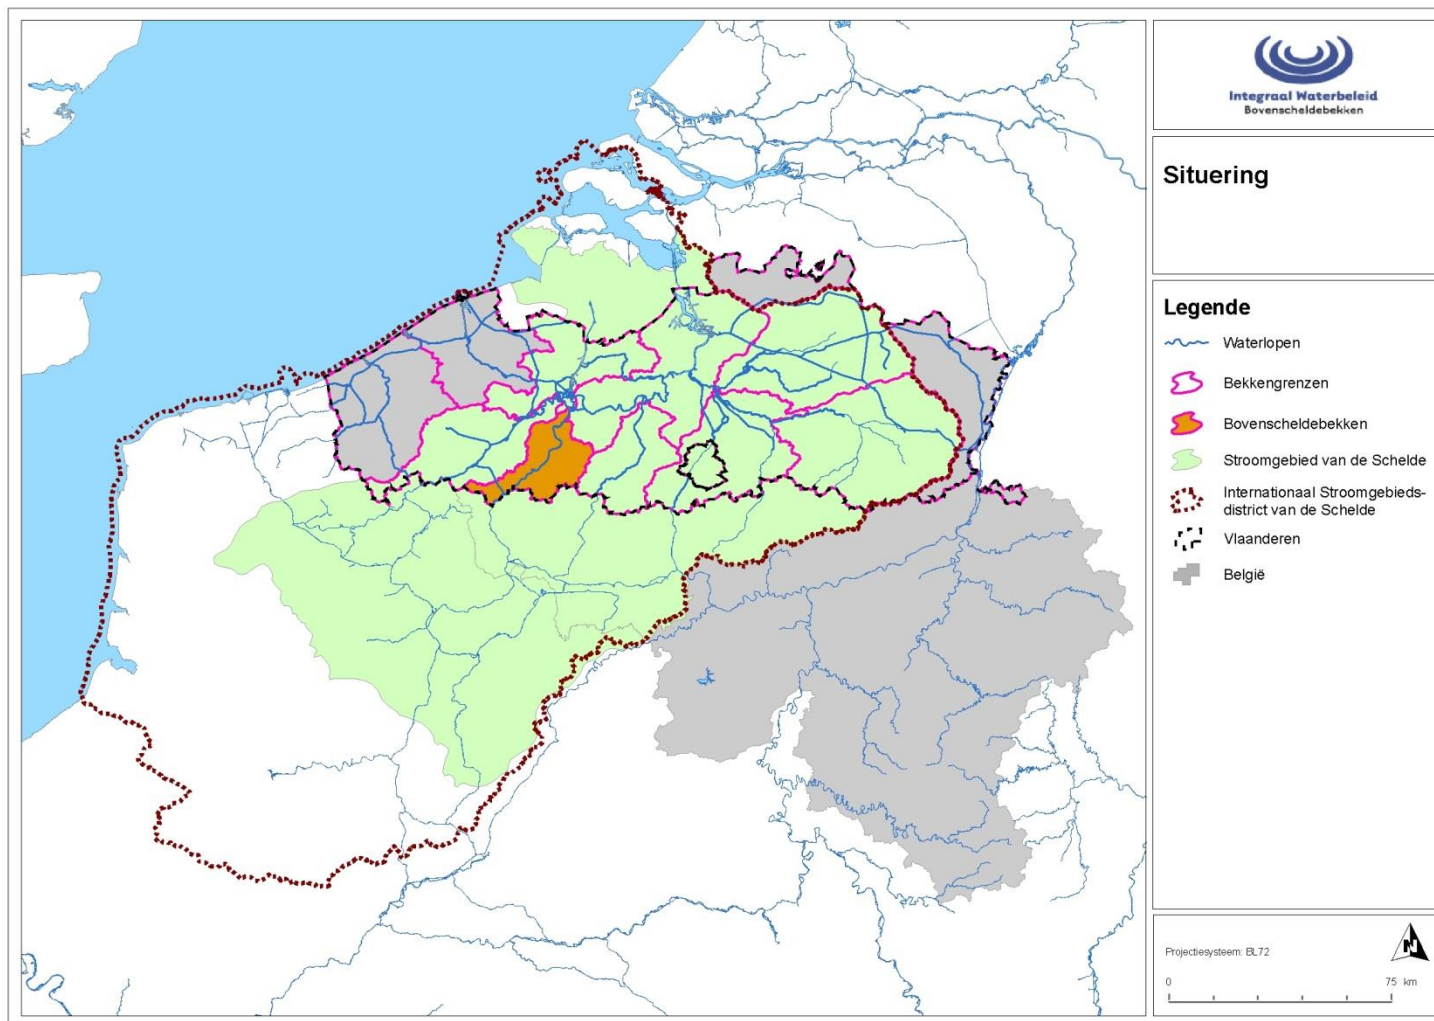 Integraal Waterbeleid
Bovenscheldebekken
Situering
Legende
Waterlopen
Bekkengrenzen
Bovenscheldebekken
Stroomgebied van de Schelde
Internationaal Stroomgebieds-
district van de Schelde
Vlaanderen
België
Projectiesysteem: BL72
N
0 75 km